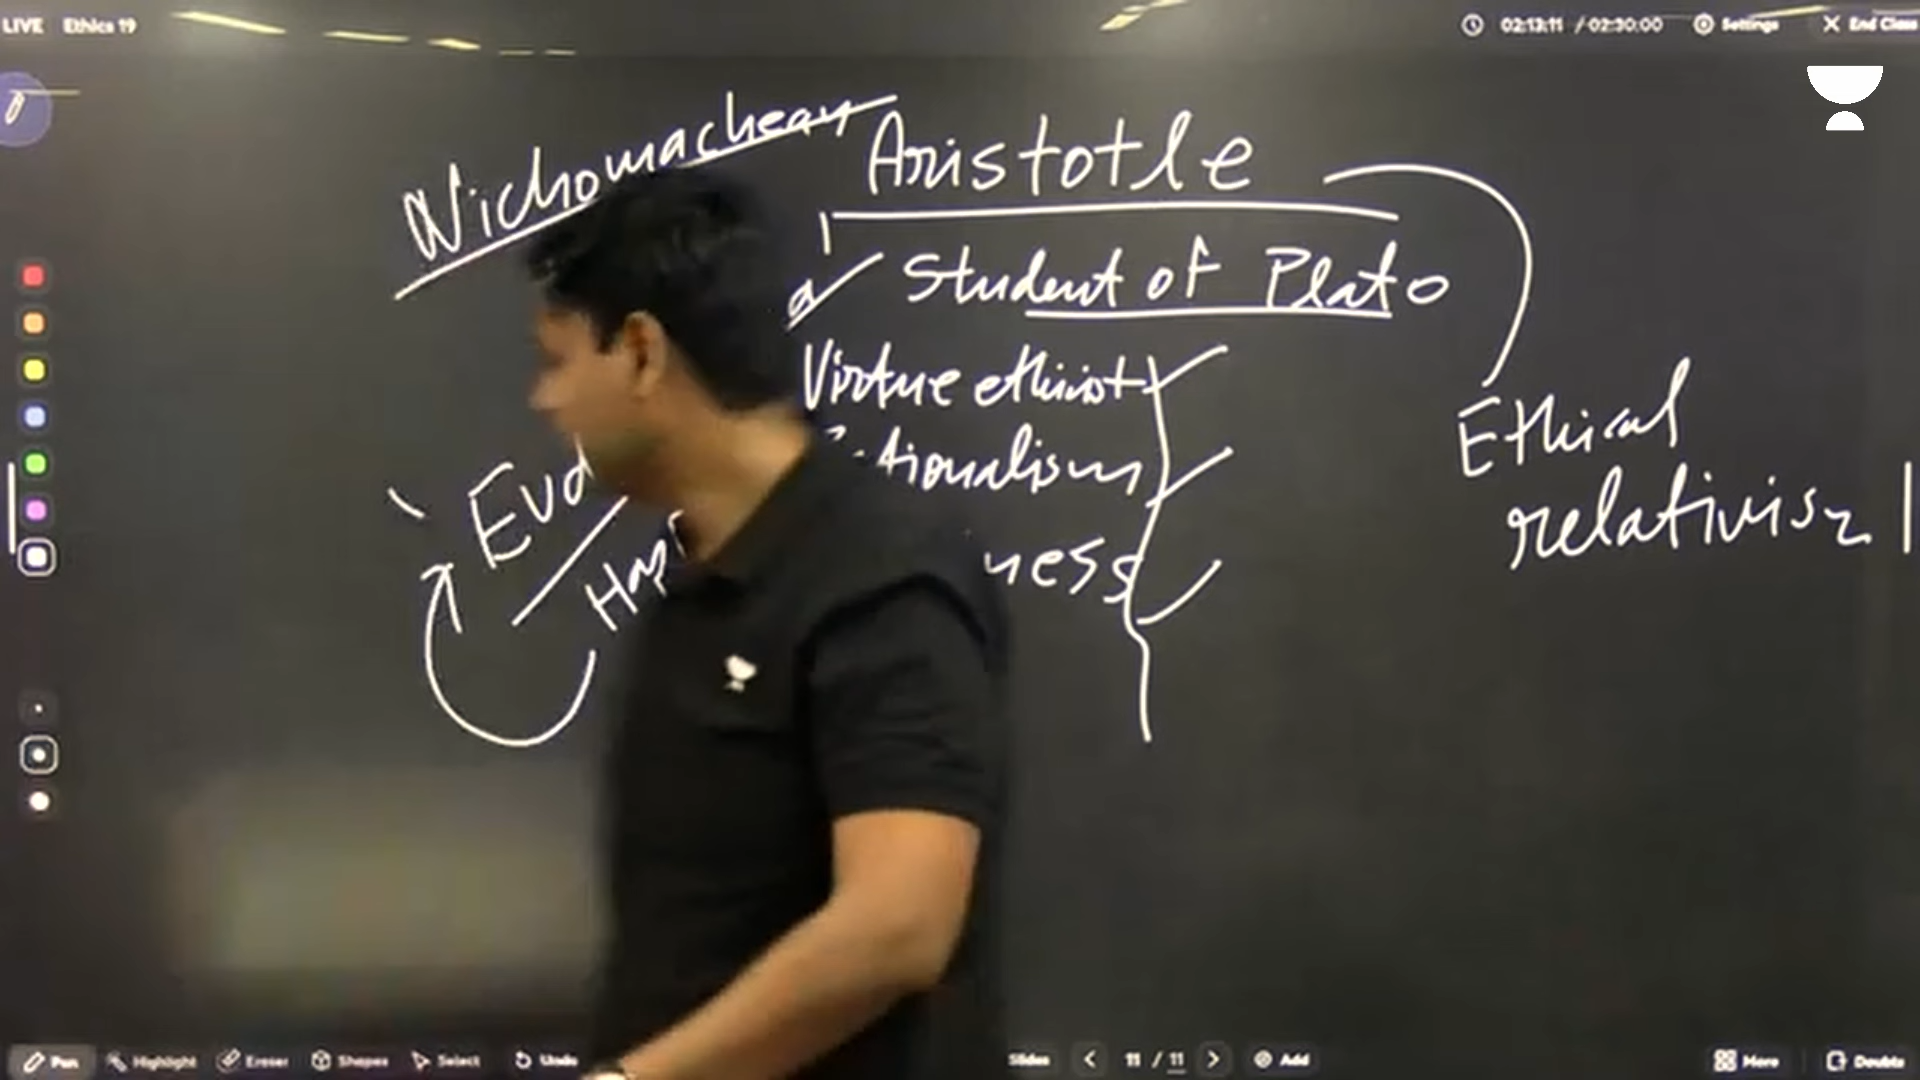 LIVE Ethics 19
02:13:11 / 02:30:00 Settings End Class
Nichomachean
Aristotle
Student of Plato
Virtue ethicist
Ethical
relativism
Pen Highlight Eraser Shapes Select Undo Slides 11 / 11 Add More Doubts